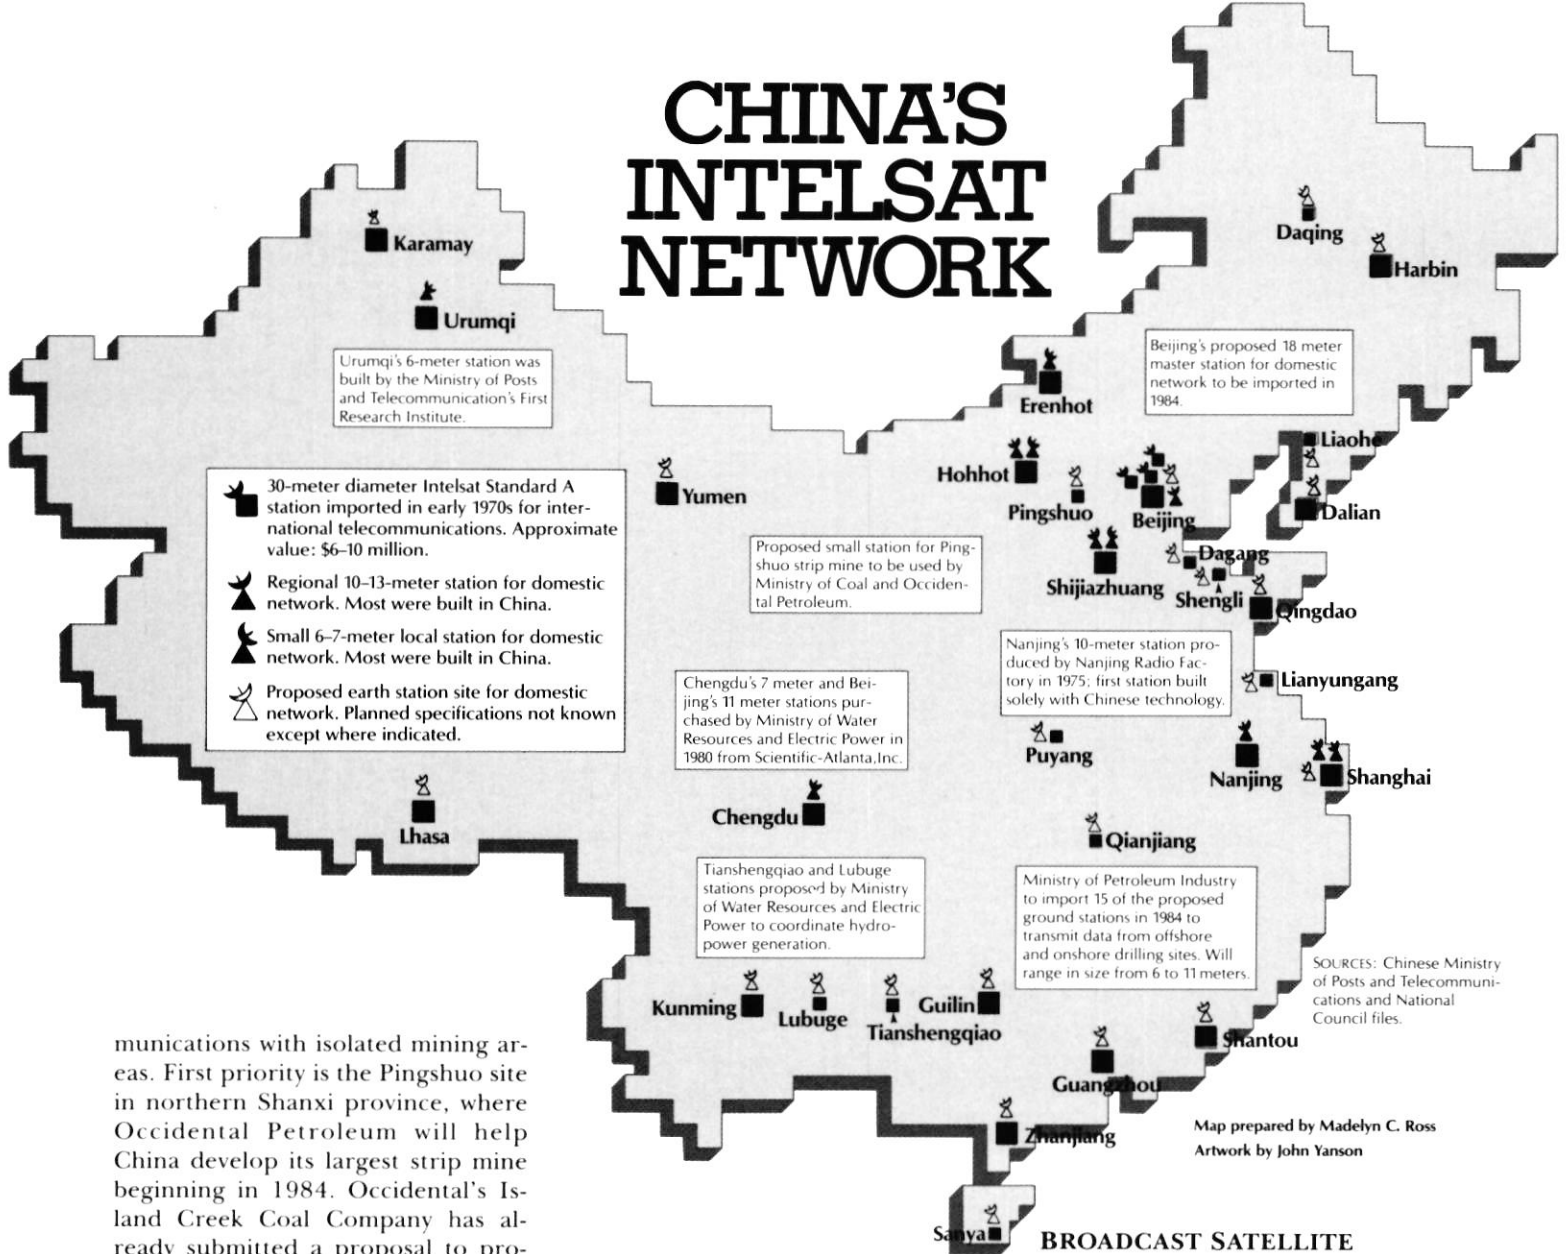 CHINA'S
INTELSAT
NETWORK
Karamay
Urumqi
Daqing
Harbin
Urumqi's 6-meter station was
built by the Ministry of Posts
and Telecommunication's First
Research Institute.
Beijing's proposed 18 meter
master station for domestic
network to be imported in
1984.
Erenhot
Liaohe
Hohhot
Yumen
Pingshuo
Beijing
Dalian
30-meter diameter Intelsat Standard A
station imported in early 1970s for inter-
national telecommunications. Approximate
value: $6–10 million.
Regional 10–13-meter station for domestic
network. Most were built in China.
Small 6–7-meter local station for domestic
network. Most were built in China.
Proposed earth station site for domestic
network. Planned specifications not known
except where indicated.
Proposed small station for Ping-
shuo strip mine to be used by
Ministry of Coal and Occiden-
tal Petroleum.
Dagang
Shijiazhuang
Shengli
Qingdao
Nanjing's 10-meter station pro-
duced by Nanjing Radio Fac-
tory in 1975; first station built
solely with Chinese technology.
Lianyungang
Chengdu's 7 meter and Bei-
jing's 11 meter stations pur-
chased by Ministry of Water
Resources and Electric Power in
1980 from Scientific-Atlanta,Inc.
Puyang
Nanjing
Shanghai
Lhasa
Chengdu
Qianjiang
Tianshengqiao and Lubuge
stations proposed by Ministry
of Water Resources and Electric
Power to coordinate hydro-
power generation.
Ministry of Petroleum Industry
to import 15 of the proposed
ground stations in 1984 to
transmit data from offshore
and onshore drilling sites. Will
range in size from 6 to 11 meters.
SOURCES: Chinese Ministry
of Posts and Telecommuni-
cations and National
Council files.
Kunming
Lubuge
Tianshengqiao
Guilin
Shantou
Guangzhou
Zhanjiang
Sanya
Map prepared by Madelyn C. Ross
Artwork by John Yanson
munications with isolated mining ar-
eas. First priority is the Pingshuo site
in northern Shanxi province, where
Occidental Petroleum will help
China develop its largest strip mine
beginning in 1984. Occidental's Is-
land Creek Coal Company has al-
ready submitted a proposal to pro-
BROADCAST SATELLITE